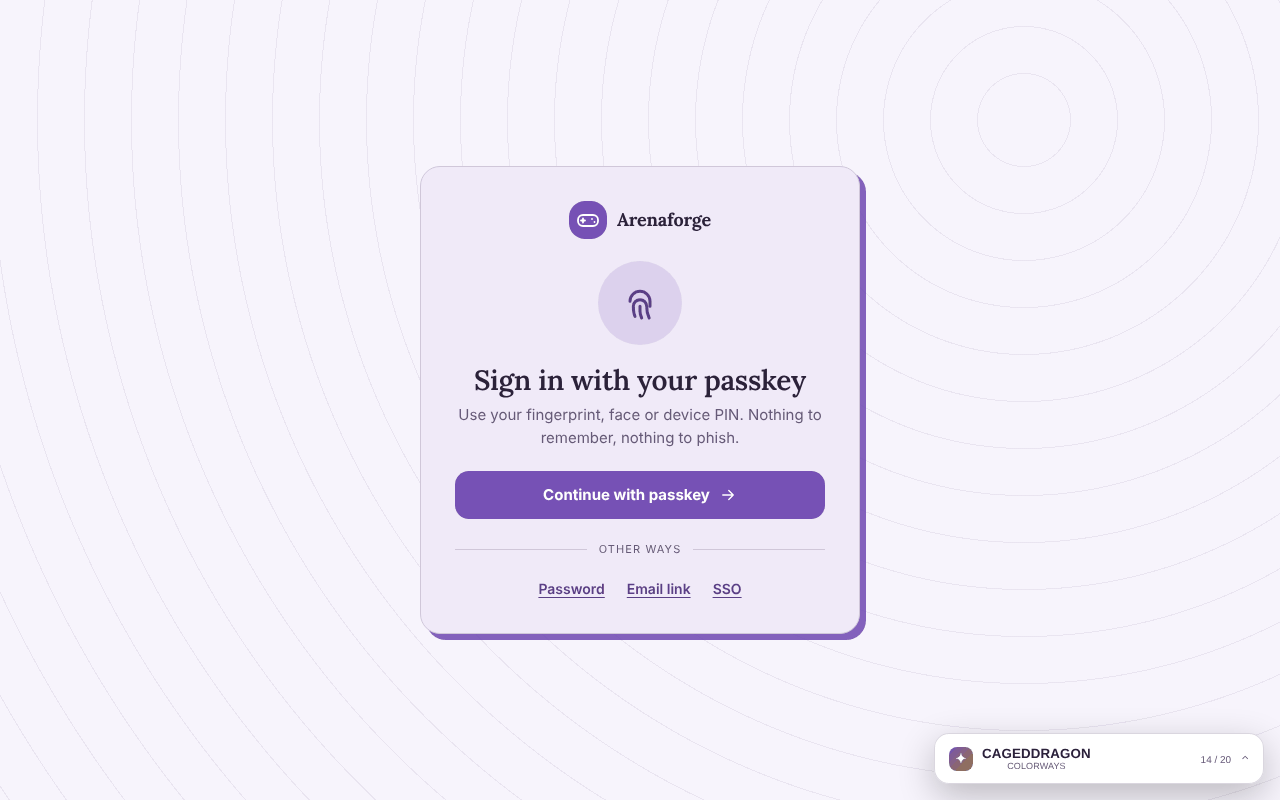 Arenaforge
Sign in with your passkey
Use your fingerprint, face or device PIN. Nothing to
remember, nothing to phish.
Continue with passkey
OTHER WAYS
Password Email link SSO
CAGEDDRAGON
COLORWAYS
14 / 20